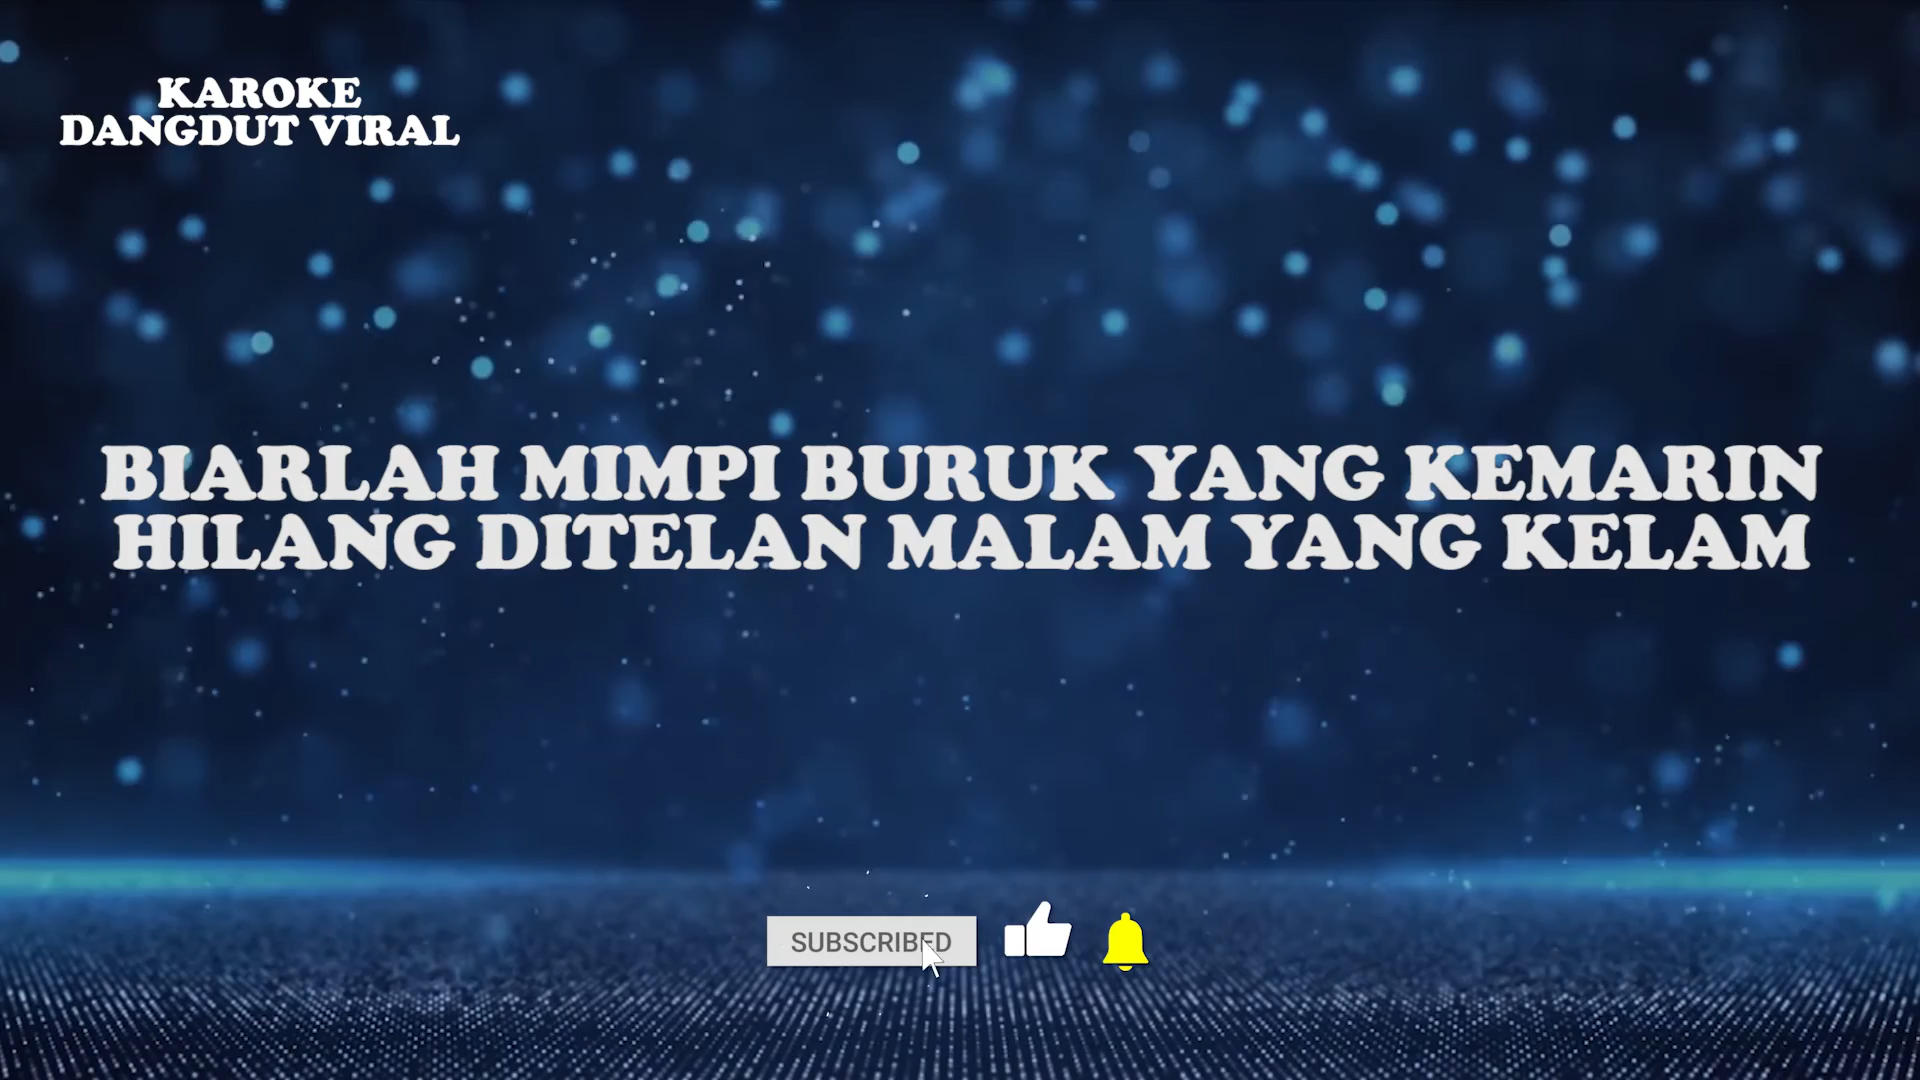 KAROKE
DANGDUT VIRAL
BIARLAH MIMPI BURUK YANG KEMARIN
HILANG DITELAN MALAM YANG KELAM
SUBSCRIBED